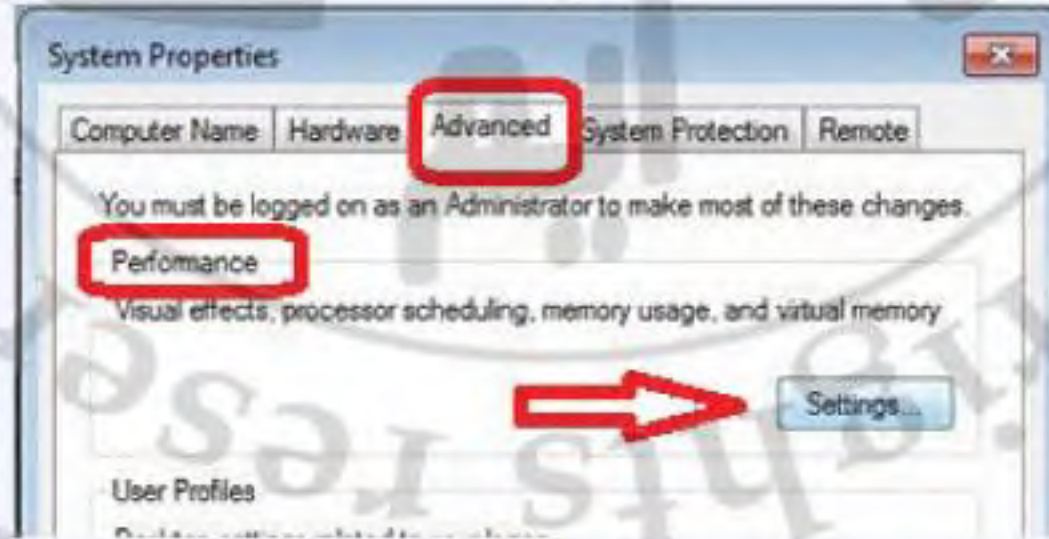 System Properties
Computer Name Hardware Advanced System Protection Remote
You must be logged on as an Administrator to make most of these changes.
Performance
Visual effects, processor scheduling, memory usage, and virtual memory
Settings...
User Profiles